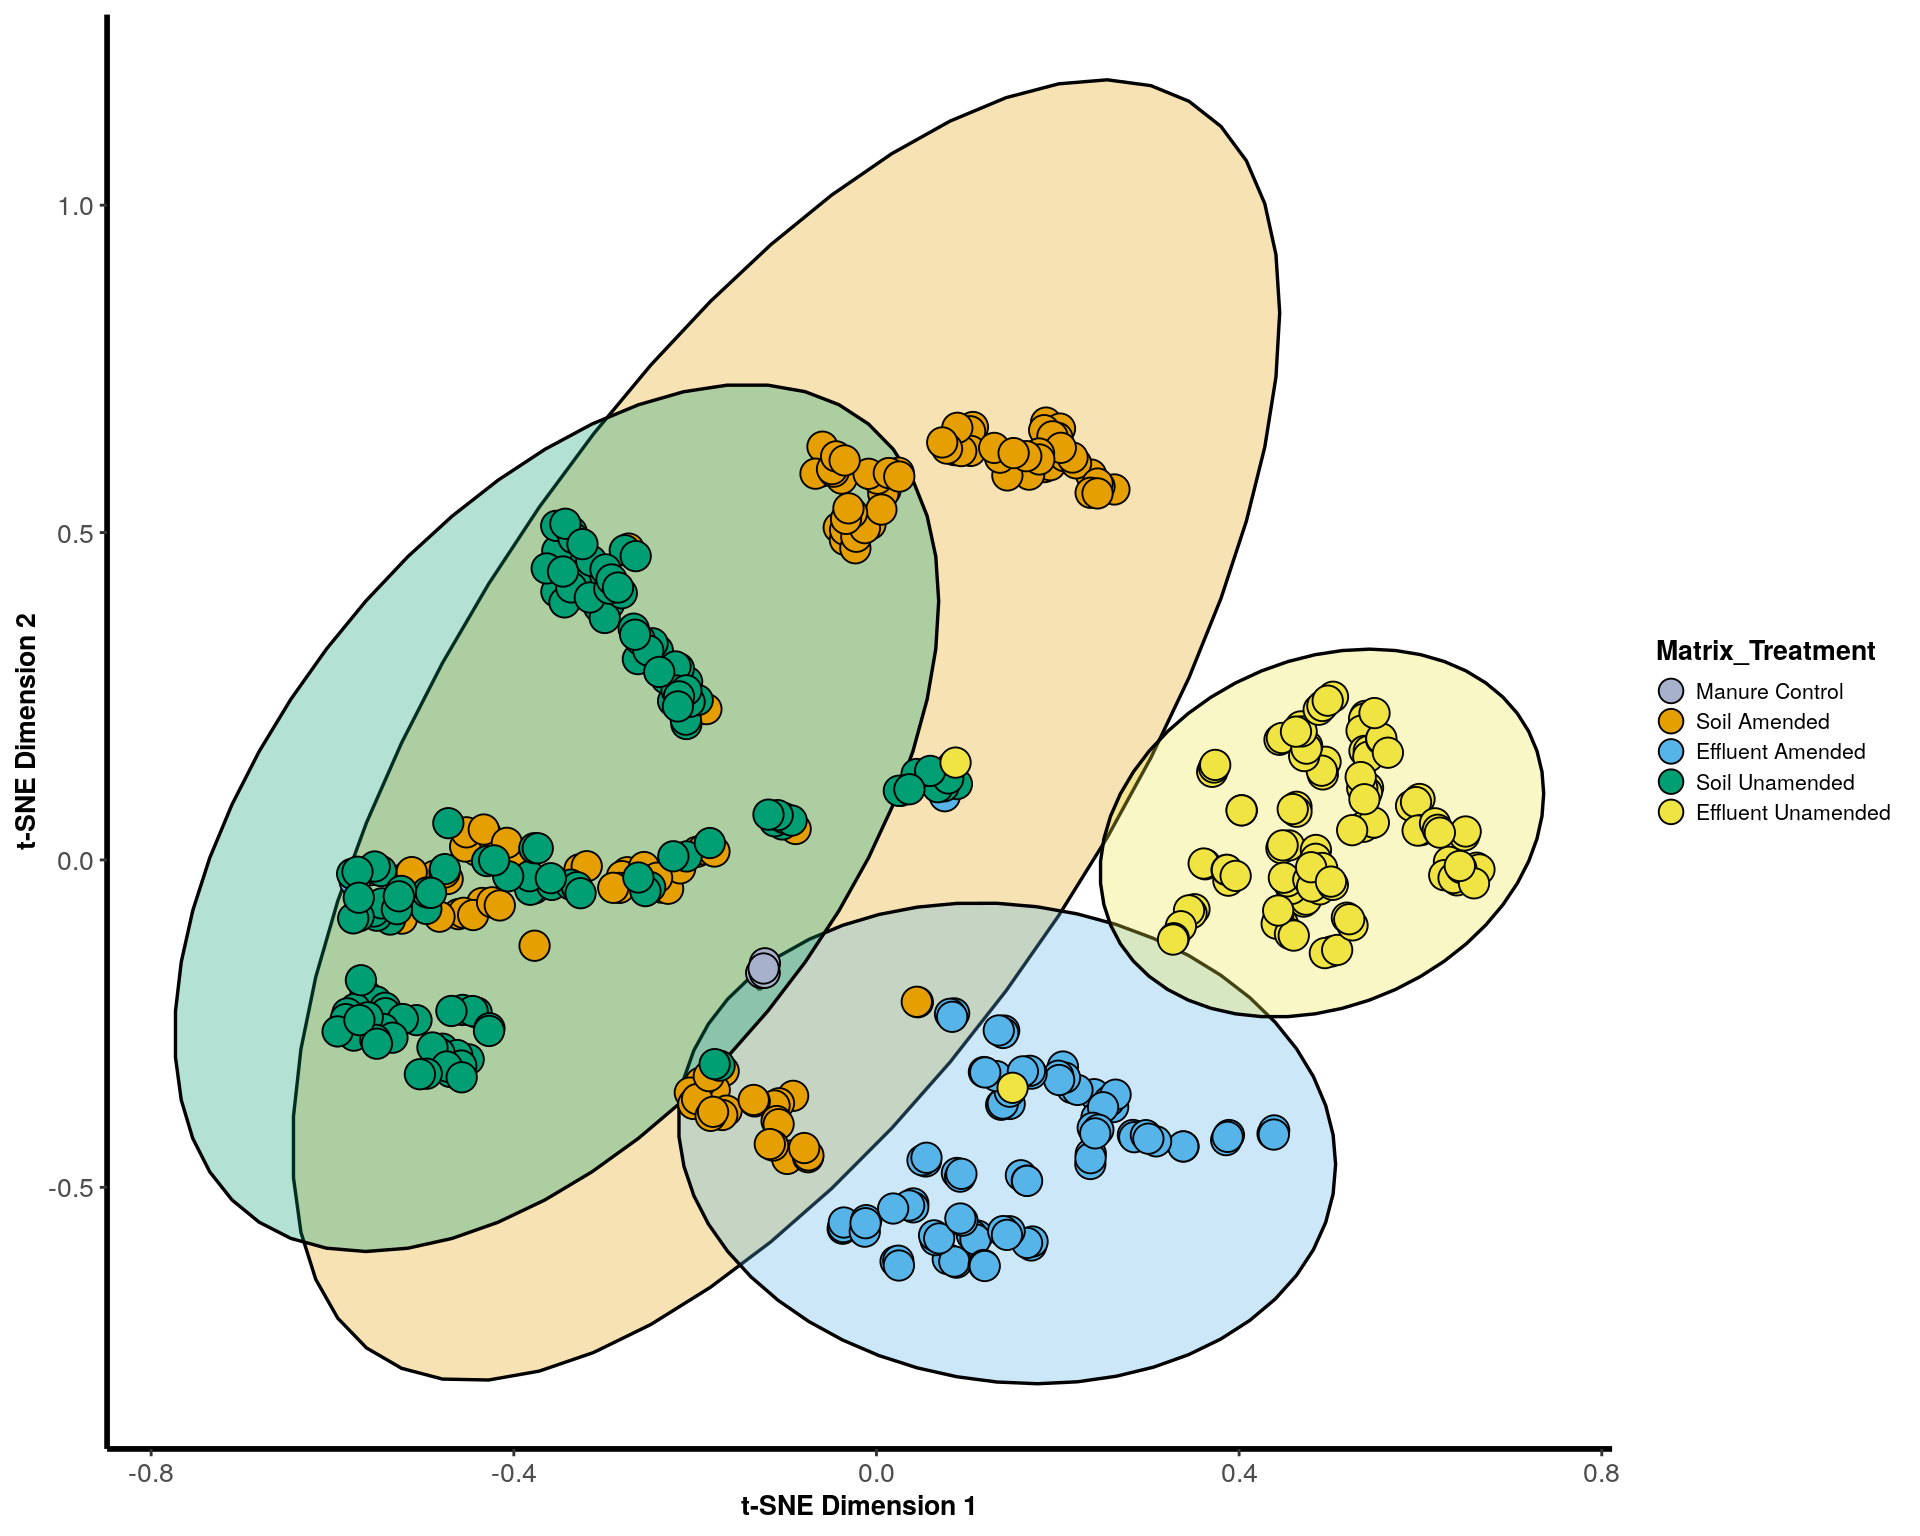 1.0
0.5
0.0
-0.5
t-SNE Dimension 2
-0.8
-0.4
0.0
0.4
0.8
t-SNE Dimension 1
Matrix_Treatment
Manure Control
Soil Amended
Effluent Amended
Soil Unamended
Effluent Unamended